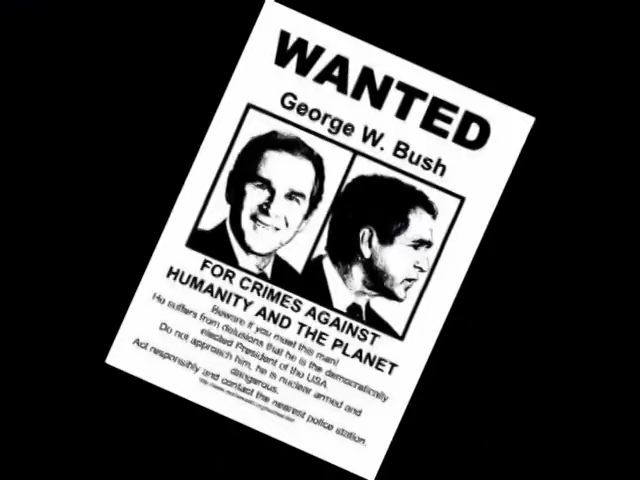 WANTED
George W. Bush
FOR CRIMES AGAINST
HUMANITY AND THE PLANET
Beware if you meet this man!
He suffers from delusions that he is the democratically
elected President of the USA.
Do not approach him, he is nuclear armed and
dangerous.
Act responsibly and contact the nearest police station.